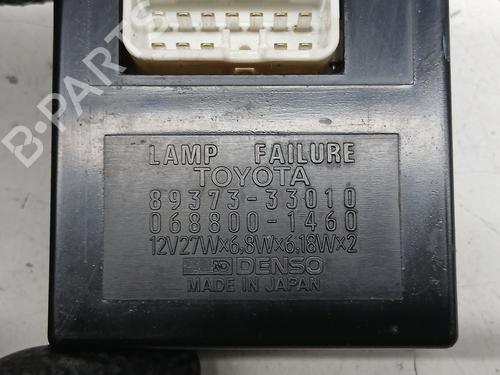 LAMP FAILURE
TOYOTA
89373-33010
068800-1460
12V27W×6,8W×6,18W×2
DENSO
MADE IN JAPAN
B-PARTS